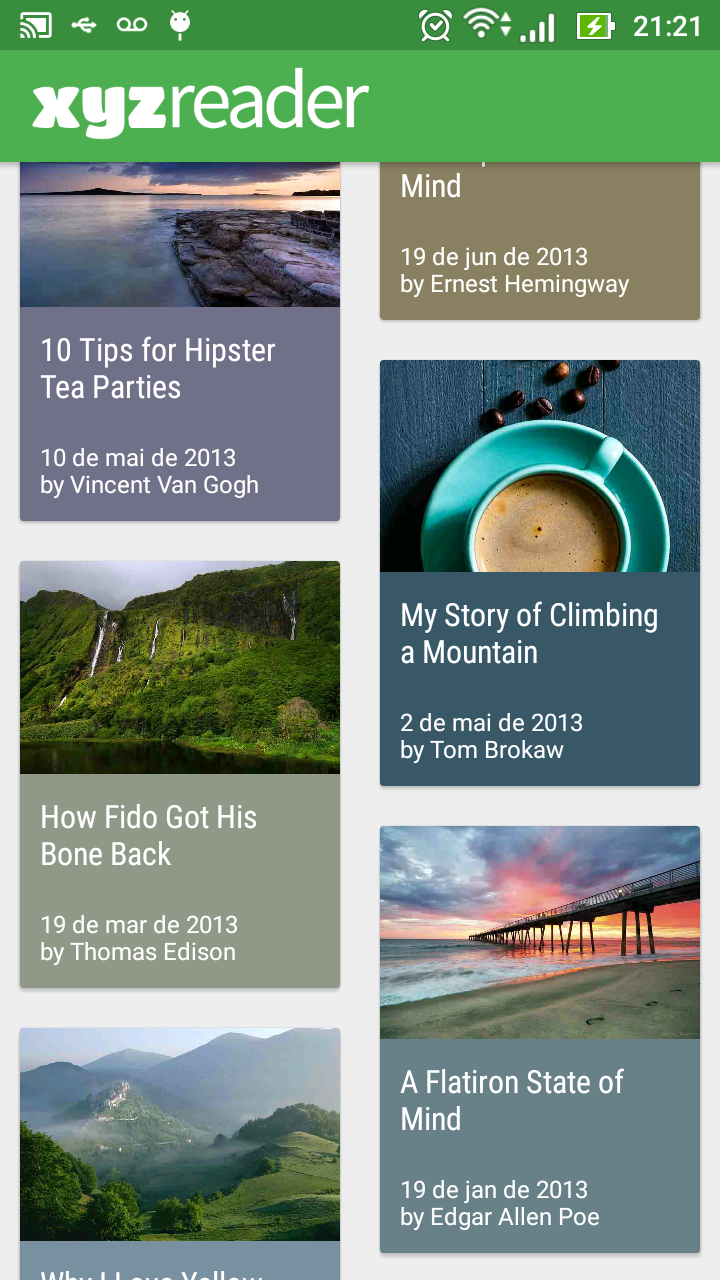 21:21
xyzreader
Mind
19 de jun de 2013
by Ernest Hemingway
10 Tips for Hipster
Tea Parties
10 de mai de 2013
by Vincent Van Gogh
My Story of Climbing
a Mountain
2 de mai de 2013
by Tom Brokaw
How Fido Got His
Bone Back
19 de mar de 2013
by Thomas Edison
A Flatiron State of
Mind
19 de jan de 2013
by Edgar Allen Poe
Why I Love Yellow